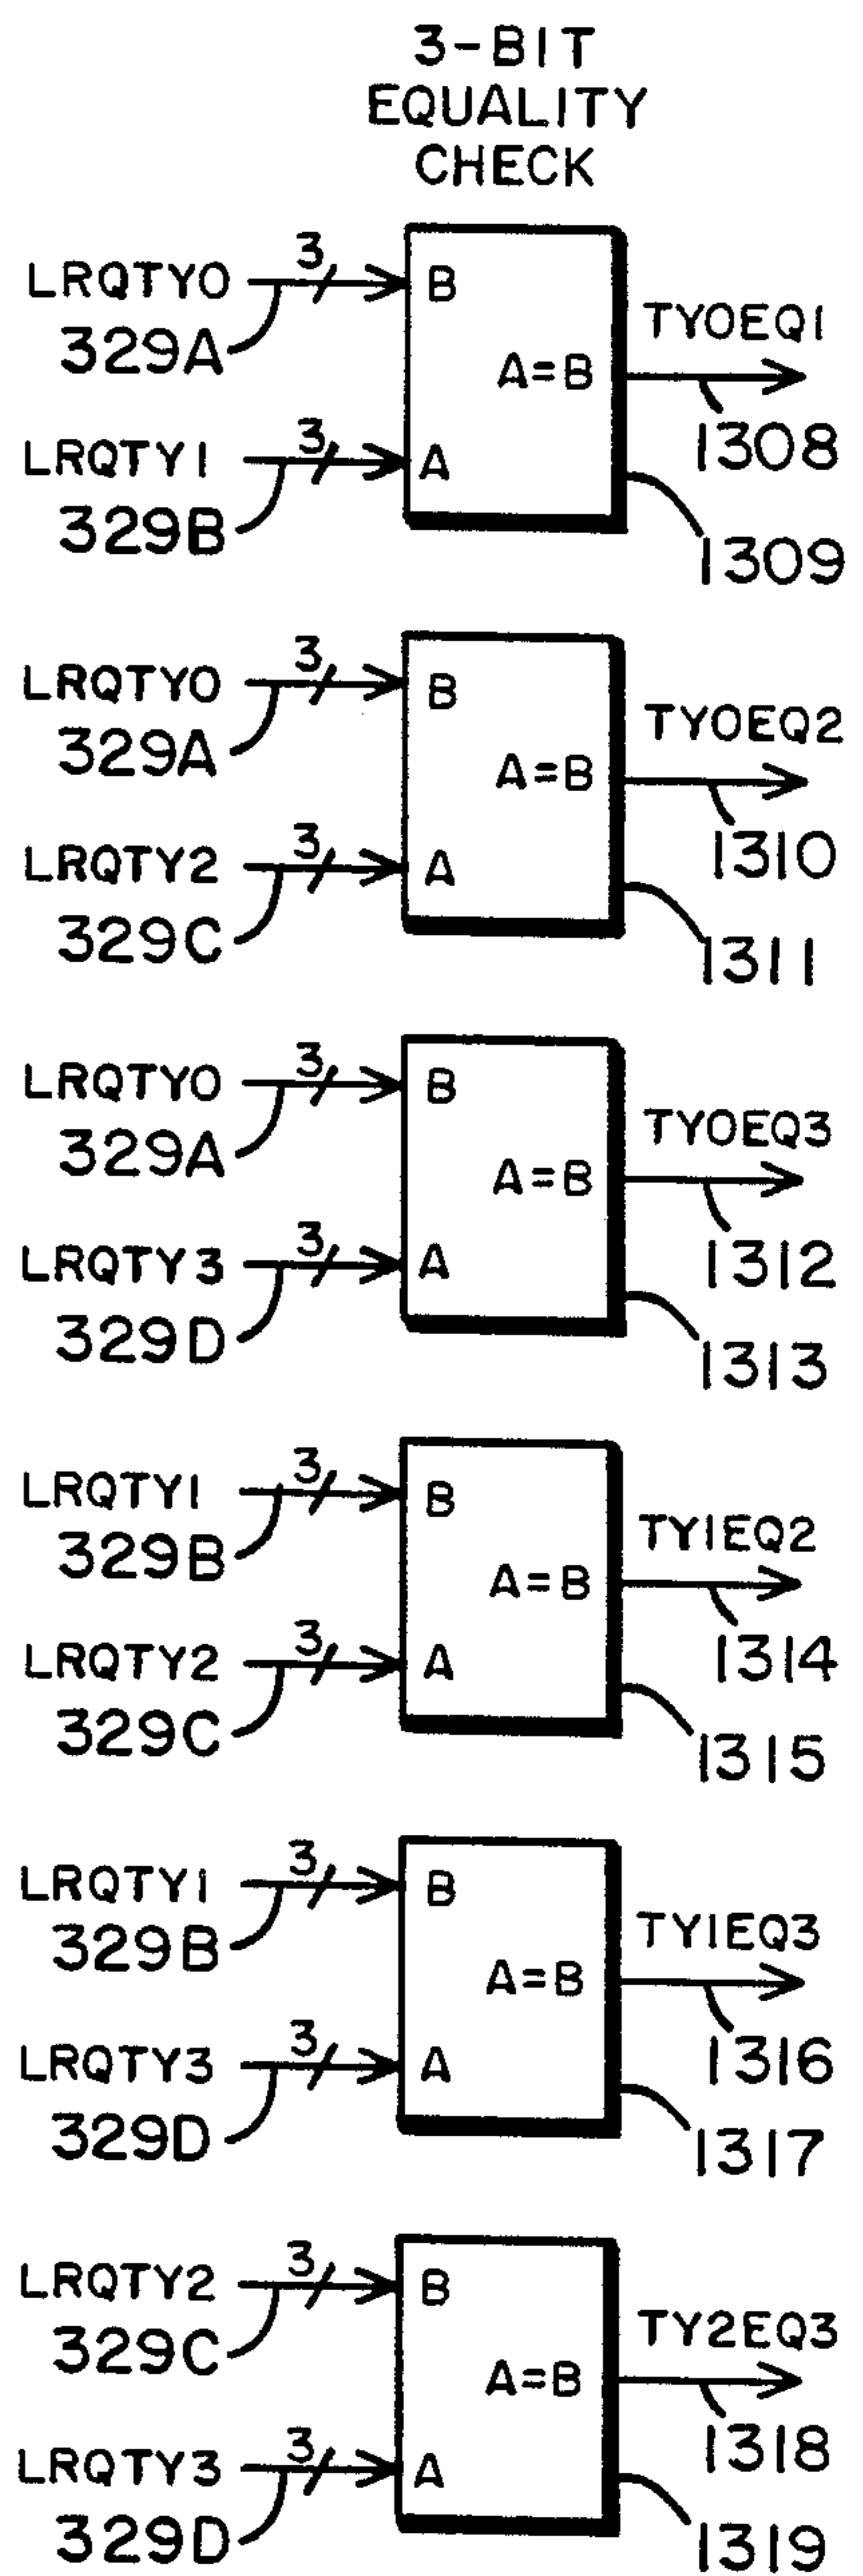 3-BIT
EQUALITY
CHECK
LRQTY0 3 B
329A
TY0EQ1
A=B
1308
LRQTY1 3 A
329B
1309
LRQTY0 3 B
329A
TY0EQ2
A=B
1310
LRQTY2 3 A
329C
1311
LRQTY0 3 B
329A
TY0EQ3
A=B
1312
LRQTY3 3 A
329D
1313
LRQTY1 3 B
329B
TY1EQ2
A=B
1314
LRQTY2 3 A
329C
1315
LRQTY1 3 B
329B
TY1EQ3
A=B
1316
LRQTY3 3 A
329D
1317
LRQTY2 3 B
329C
TY2EQ3
A=B
1318
LRQTY3 3 A
329D
1319